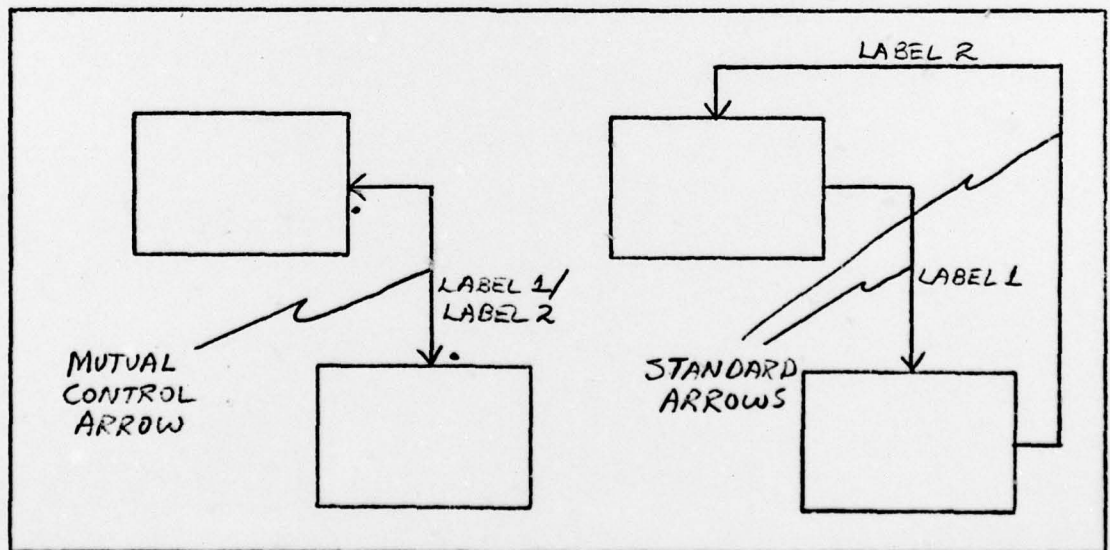 LABEL 2
LABEL 1/
LABEL 2
LABEL 1
MUTUAL
CONTROL
ARROW
STANDARD
ARROWS